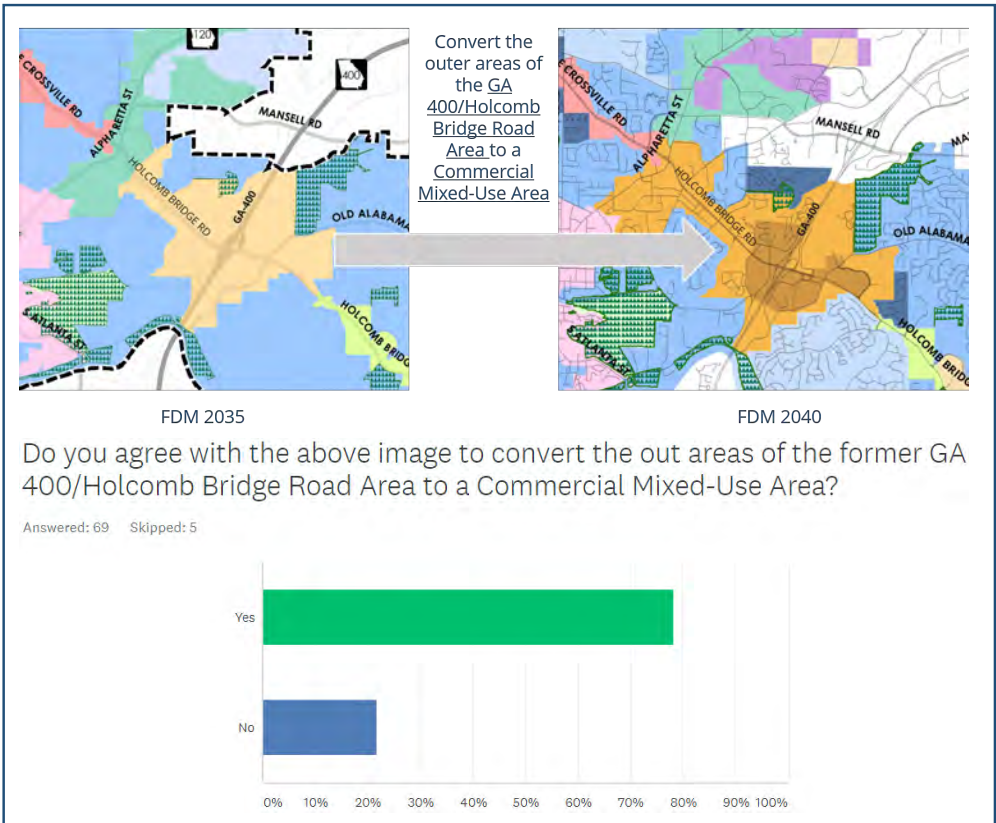 120
400
E CROSSVILLE RD
ALPHARETTA ST
MANSELL RD
HOLCOMB BRIDGE RD
GA-400
OLD ALABAMA
S ATLANTA ST
HOLCOMB BRIDG
Convert the
outer areas of
the GA
400/Holcomb
Bridge Road
Area to a
Commercial
Mixed-Use Area
E CROSSVILLE RD
ALPHARETTA ST
MANSELL RD
MA
HOLCOMB BRIDGE RD
GA-400
OLD ALABAMA
S ATLANTA ST
HOLCOMB BRIDG
FDM 2035
FDM 2040
Do you agree with the above image to convert the out areas of the former GA
400/Holcomb Bridge Road Area to a Commercial Mixed-Use Area?
Answered: 69 Skipped: 5
Yes
No
0% 10% 20% 30% 40% 50% 60% 70% 80% 90% 100%